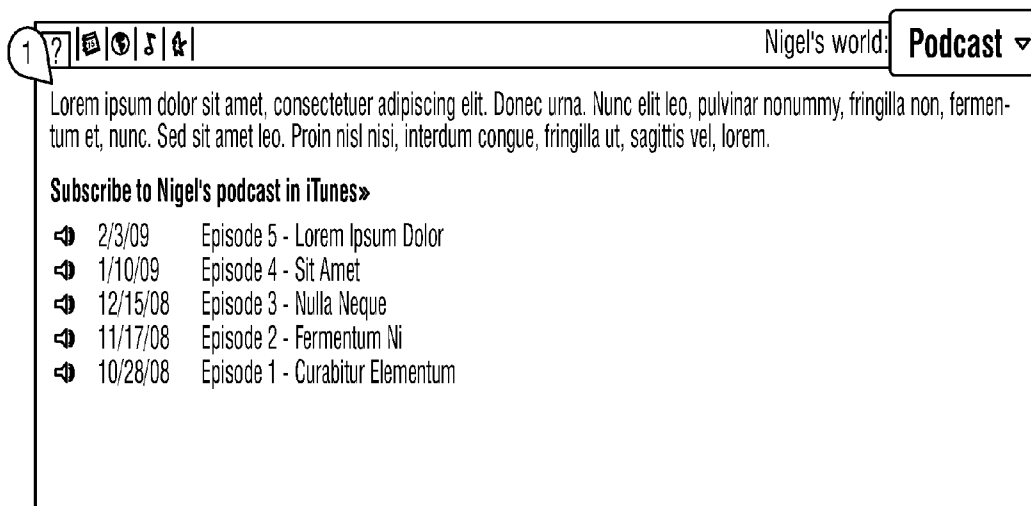 1 ?
Nigel's world: Podcast
Lorem ipsum dolor sit amet, consectetuer adipiscing elit. Donec urna. Nunc elit leo, pulvinar nonummy, fringilla non, fermen-
tum et, nunc. Sed sit amet leo. Proin nisl nisi, interdum congue, fringilla ut, sagittis vel, lorem.
Subscribe to Nigel's podcast in iTunes»
2/3/09 Episode 5 - Lorem Ipsum Dolor
1/10/09 Episode 4 - Sit Amet
12/15/08 Episode 3 - Nulla Neque
11/17/08 Episode 2 - Fermentum Ni
10/28/08 Episode 1 - Curabitur Elementum